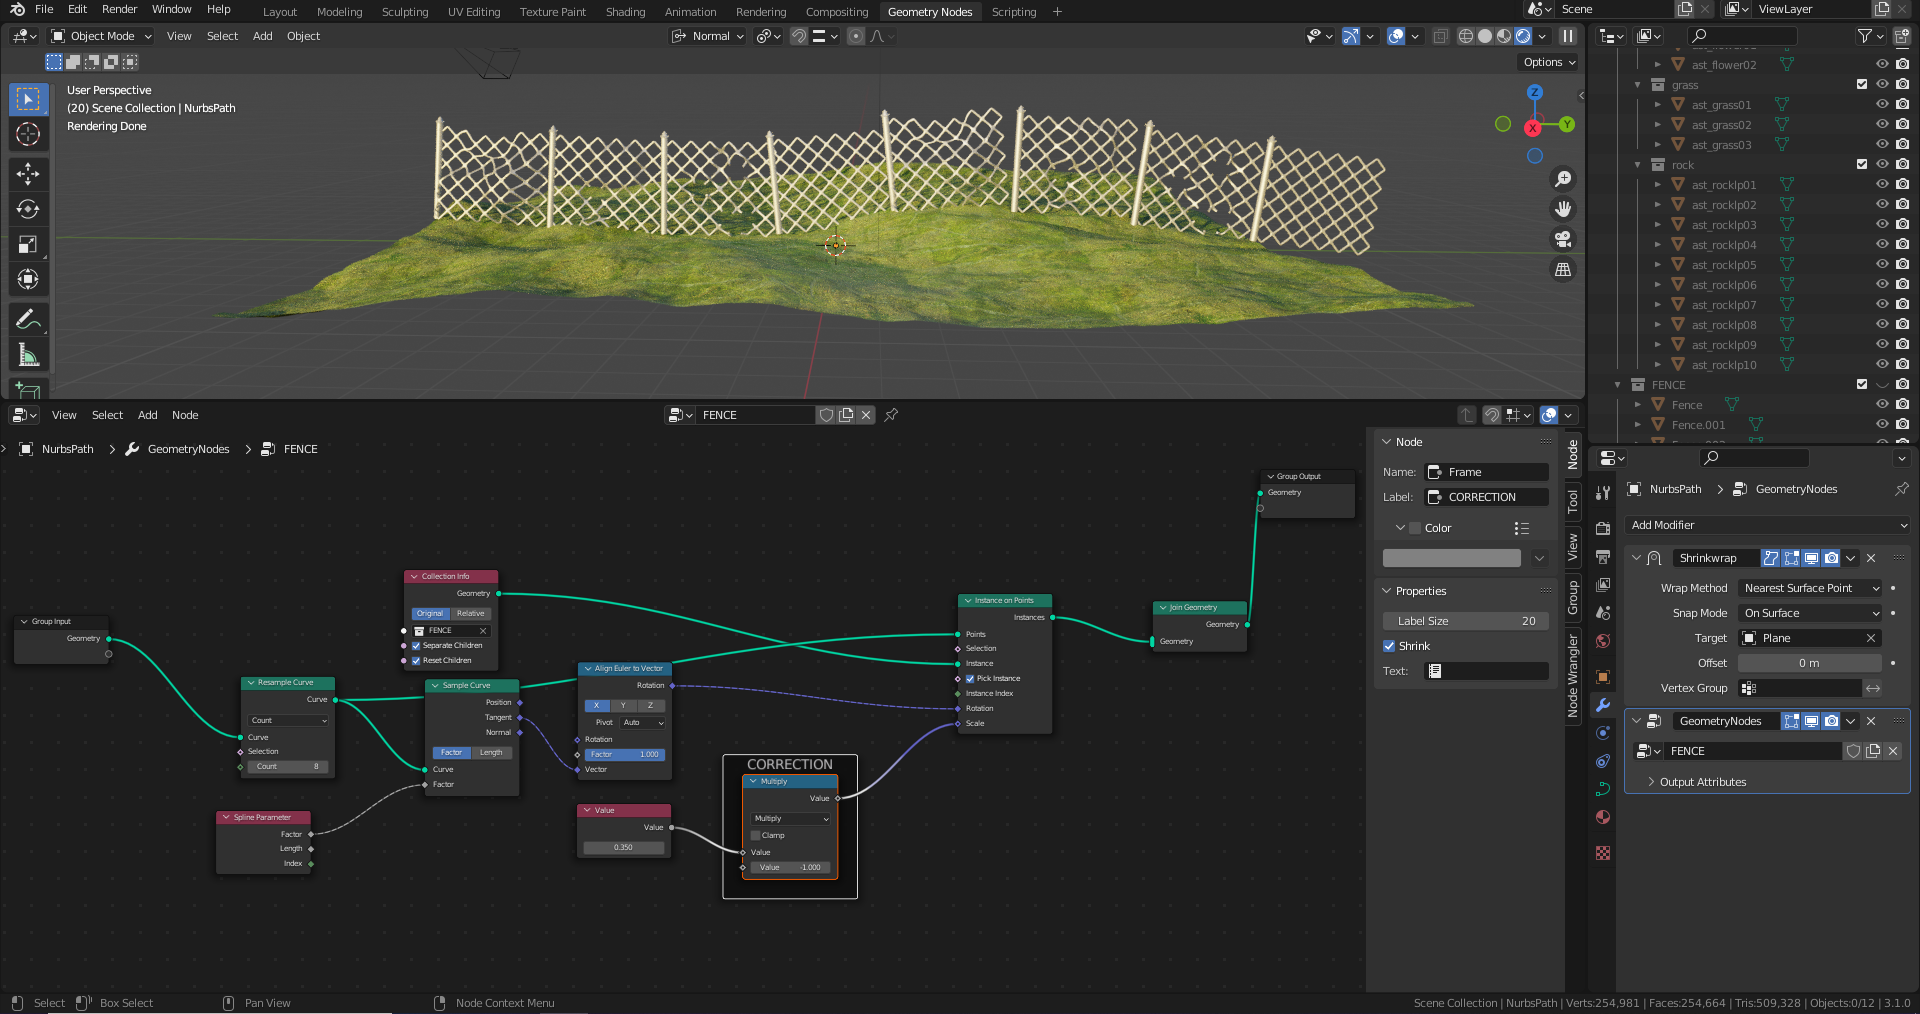 File Edit Render Window Help Layout Modeling Sculpting UV Editing Texture Paint Shading Animation Rendering Compositing Geometry Nodes Scripting + Scene ViewLayer
Object Mode View Select Add Object Normal
Options
User Perspective
(20) Scene Collection | NurbsPath
Rendering Done
Z
Y
X
ast_flower02
grass
ast_grass01
ast_grass02
ast_grass03
rock
ast_rocklp01
ast_rocklp02
ast_rocklp03
ast_rocklp04
ast_rocklp05
ast_rocklp06
ast_rocklp07
ast_rocklp08
ast_rocklp09
ast_rocklp10
FENCE
Fence
Fence.001
View Select Add Node FENCE
NurbsPath > GeometryNodes > FENCE
Group Input
Geometry
Resample Curve
Curve
Count
Curve
Selection
Count 8
Spline Parameter
Factor
Length
Index
Collection Info
Geometry
Original Relative
FENCE
Separate Children
Reset Children
Sample Curve
Position
Tangent
Normal
Factor Length
Curve
Factor
Align Euler to Vector
Rotation
X Y Z
Pivot Auto
Rotation
Factor 1.000
Vector
Value
Value
0.350
CORRECTION
Multiply
Value
Multiply
Clamp
Value
Value -1.000
Instance on Points
Instances
Points
Selection
Instance
Pick Instance
Instance Index
Rotation
Scale
Join Geometry
Geometry
Geometry
Group Output
Geometry
Node
Name: Frame
Label: CORRECTION
Color
Properties
Label Size 20
Shrink
Text:
Node
Tool
View
Group
Node Wrangler
NurbsPath > GeometryNodes
Add Modifier
Shrinkwrap
Wrap Method Nearest Surface Point
Snap Mode On Surface
Target Plane
Offset 0 m
Vertex Group
GeometryNodes
FENCE
Output Attributes
Select Box Select Pan View Node Context Menu Scene Collection | NurbsPath | Verts:254,981 | Faces:254,664 | Tris:509,328 | Objects:0/12 | 3.1.0